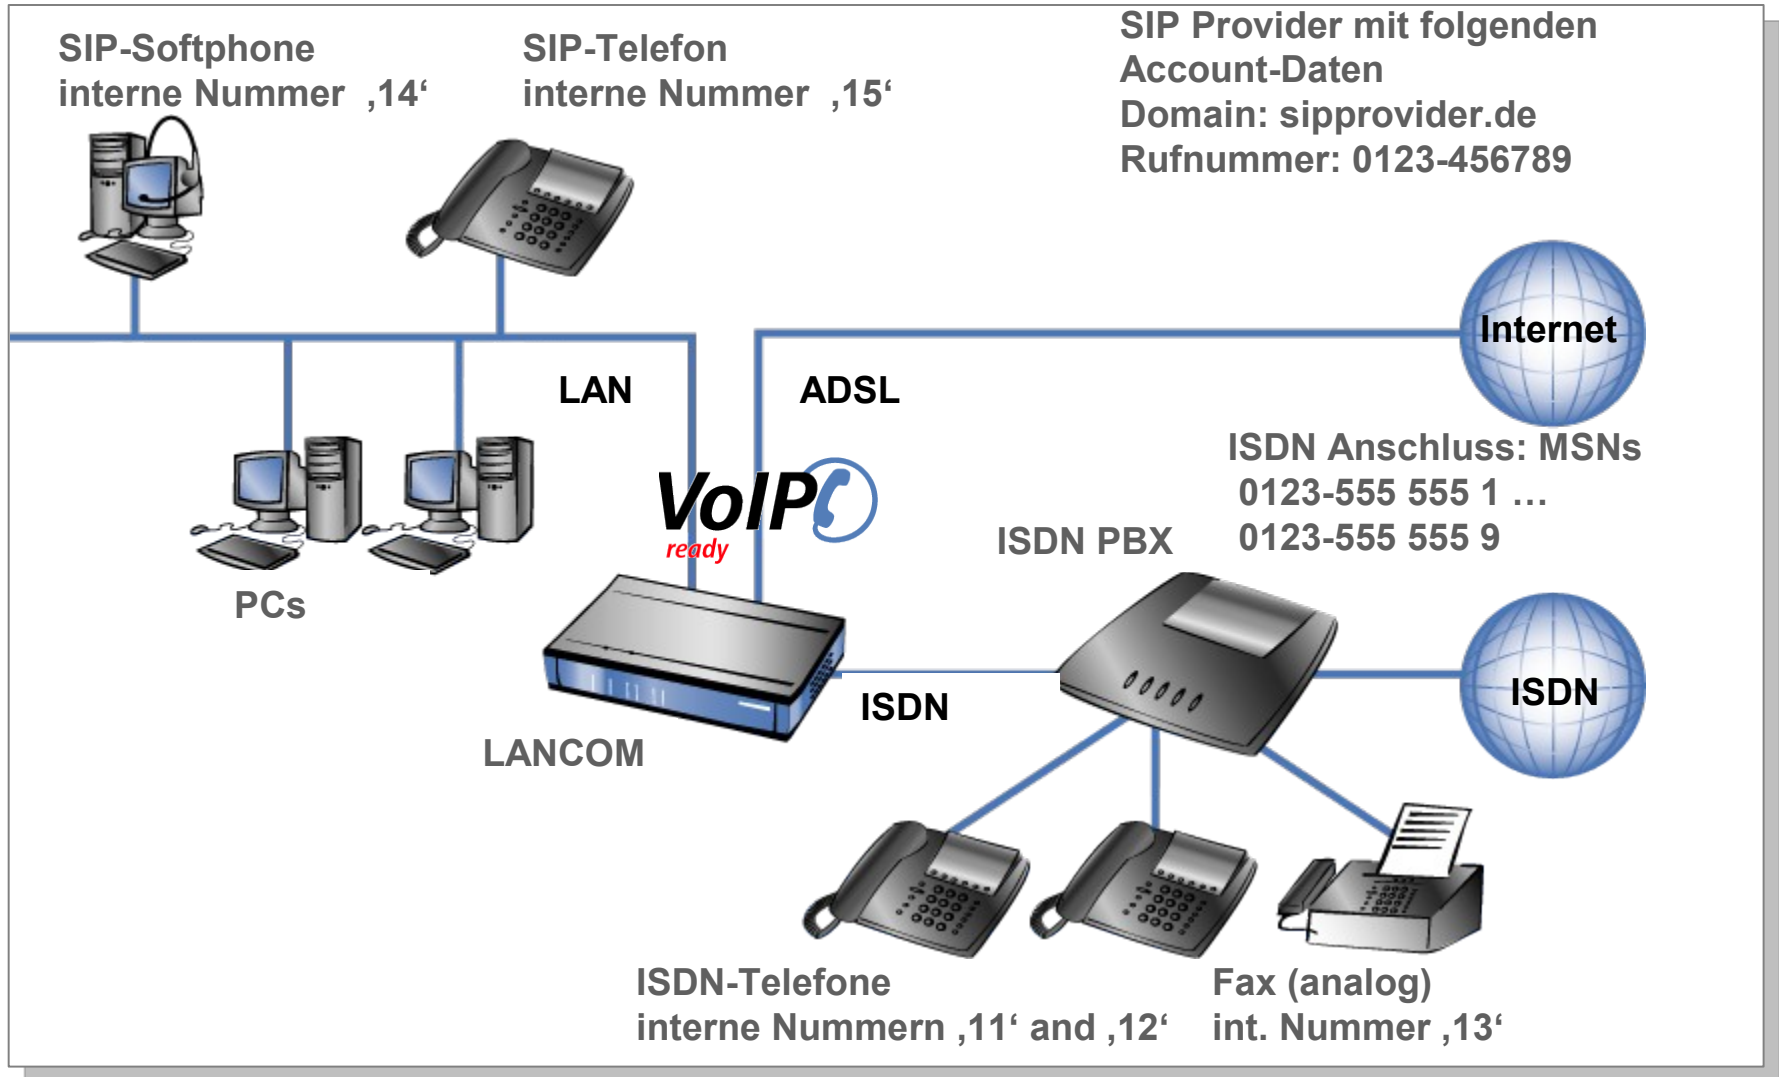 SIP-Softphone
interne Nummer ‚14‘
SIP-Telefon
interne Nummer ‚15‘
SIP Provider mit folgenden
Account-Daten
Domain: sipprovider.de
Rufnummer: 0123-456789
Internet
LAN
ADSL
ISDN Anschluss: MSNs
0123-555 555 1 …
0123-555 555 9
VoIP
ready
ISDN PBX
PCs
ISDN
ISDN
LANCOM
ISDN-Telefone
interne Nummern ‚11‘ and ‚12‘
Fax (analog)
int. Nummer ‚13‘